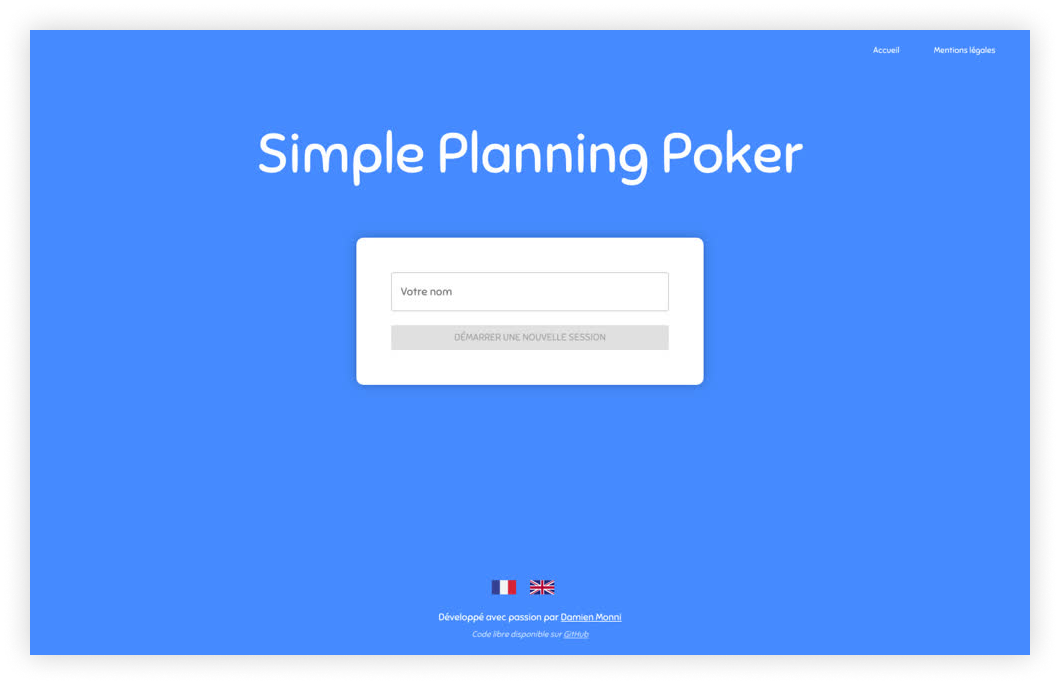 Accueil Mentions légales
Simple Planning Poker
Votre nom
DÉMARRER UNE NOUVELLE SESSION
Développé avec passion par Damien Monni
Code libre disponible sur GitHub